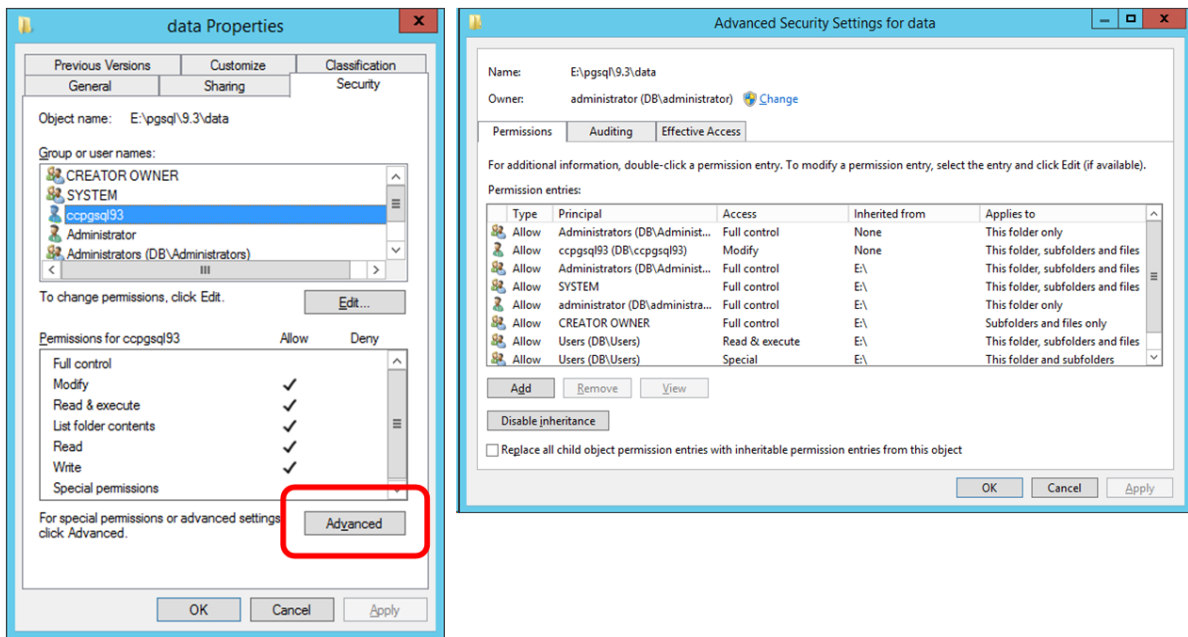 data Properties
x
Previous Versions Customize Classification
General Sharing Security
Object name: E:\pgsql\9.3\data
Group or user names:
CREATOR OWNER
SYSTEM
ccpgsql93
Administrator
Administrators (DB\Administrators)
To change permissions, click Edit.
Edit...
Permissions for ccpgsql93 Allow Deny
Full control
Modify
Read & execute
List folder contents
Read
Write
Special permissions
For special permissions or advanced settings
click Advanced.
Advanced
OK Cancel Apply
Advanced Security Settings for data
x
Name: E:\pgsql\9.3\data
Owner: administrator (DB\administrator) Change
Permissions Auditing Effective Access
For additional information, double-click a permission entry. To modify a permission entry, select the entry and click Edit (if available).
Permission entries:
Type Principal Access Inherited from Applies to
Allow Administrators (DB\Administ... Full control None This folder only
Allow ccpgsql93 (DB\ccpgsql93) Modify None This folder, subfolders and files
Allow Administrators (DB\Administ... Full control E:\ This folder, subfolders and files
Allow SYSTEM Full control E:\ This folder, subfolders and files
Allow administrator (DB\administra... Full control E:\ This folder only
Allow CREATOR OWNER Full control E:\ Subfolders and files only
Allow Users (DB\Users) Read & execute E:\ This folder, subfolders and files
Allow Users (DB\Users) Special E:\ This folder and subfolders
Add Remove View
Disable inheritance
Replace all child object permission entries with inheritable permission entries from this object
OK Cancel Apply